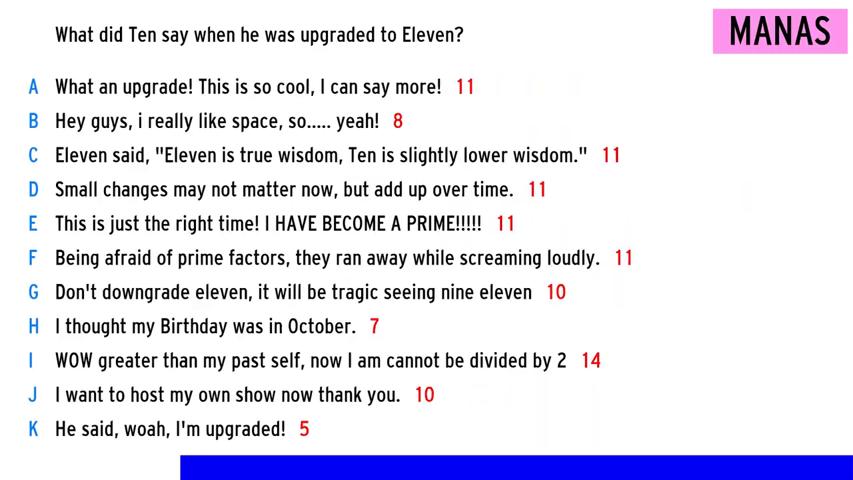 What did Ten say when he was upgraded to Eleven?
MANAS
A What an upgrade! This is so cool, I can say more! 11
B Hey guys, i really like space, so..... yeah! 8
C Eleven said, "Eleven is true wisdom, Ten is slightly lower wisdom." 11
D Small changes may not matter now, but add up over time. 11
E This is just the right time! I HAVE BECOME A PRIME!!!!! 11
F Being afraid of prime factors, they ran away while screaming loudly. 11
G Don't downgrade eleven, it will be tragic seeing nine eleven 10
H I thought my Birthday was in October. 7
I WOW greater than my past self, now I am cannot be divided by 2 14
J I want to host my own show now thank you. 10
K He said, woah, I'm upgraded! 5